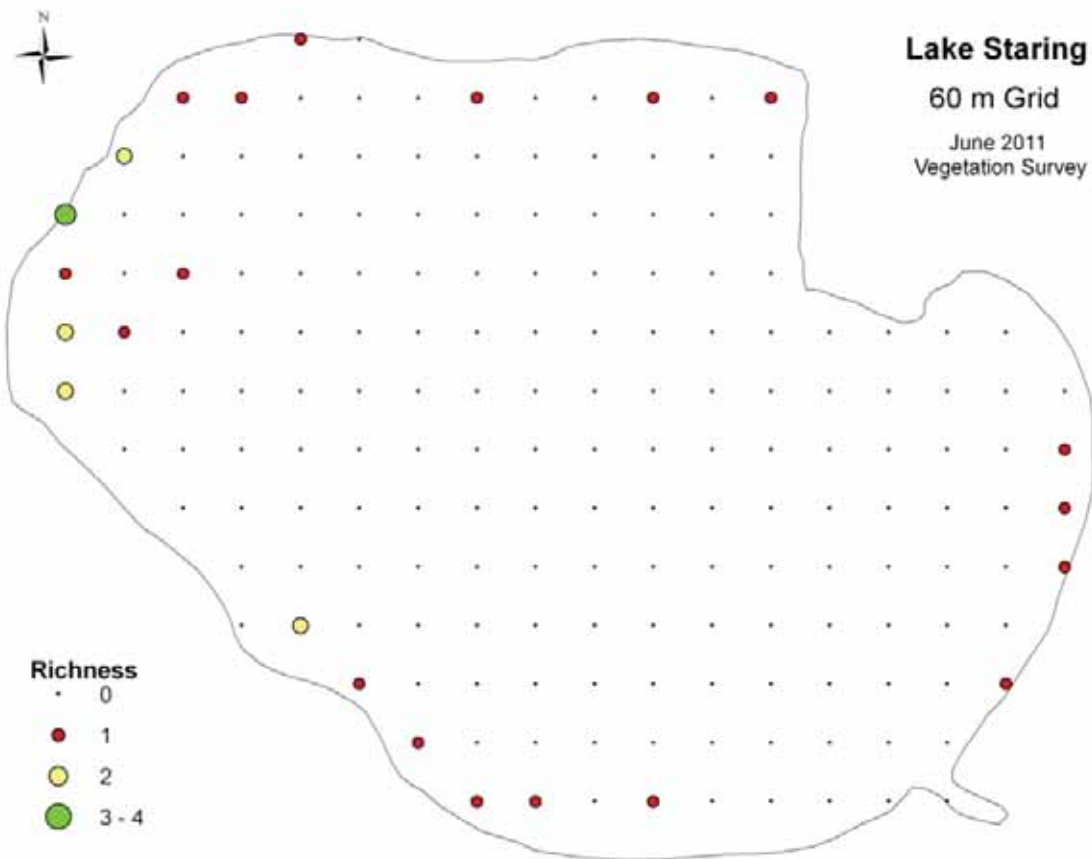 N
Lake Staring
60 m Grid
June 2011
Vegetation Survey
Richness
0
1
2
3 - 4